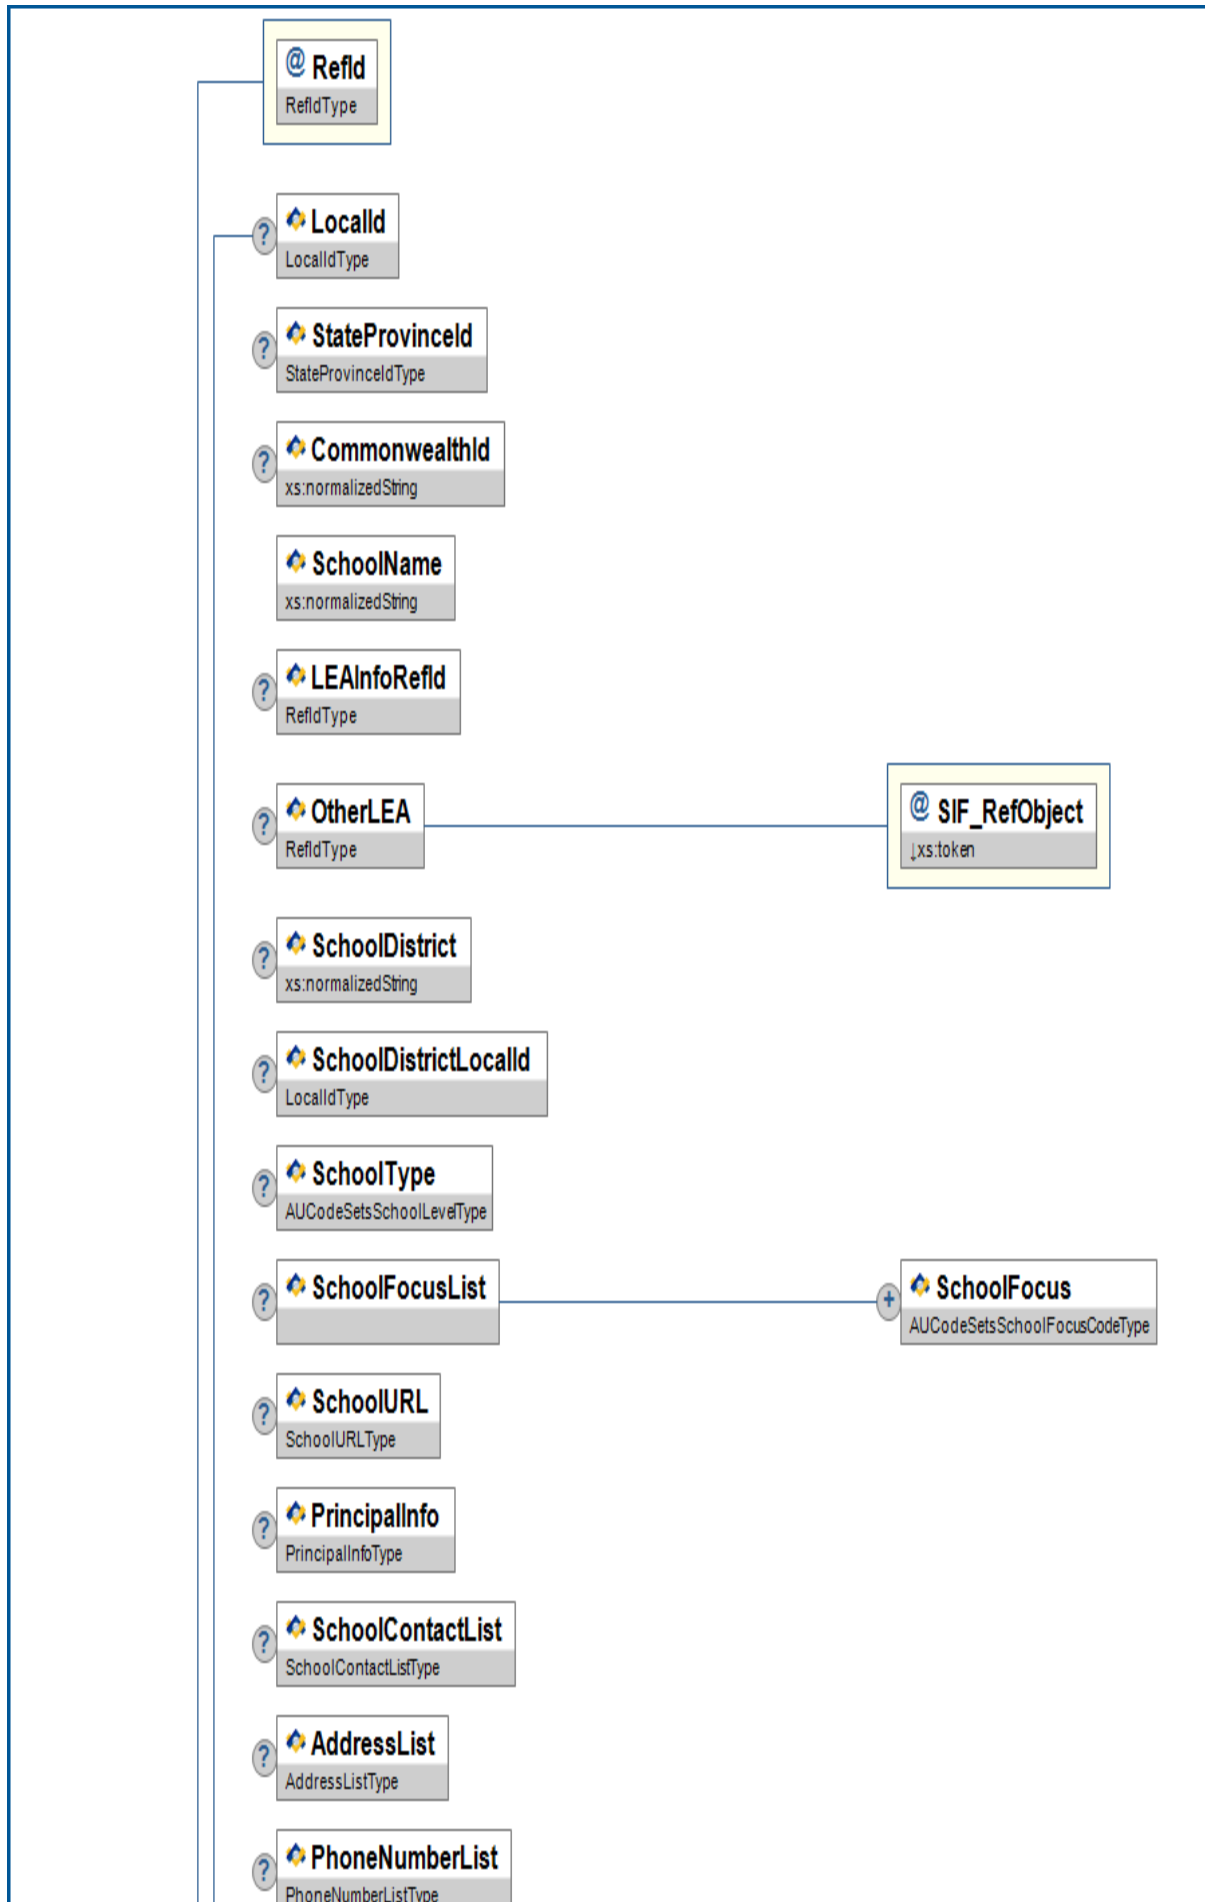 @ RefId
RefIdType
? LocalId
LocalIdType
? StateProvinceId
StateProvinceIdType
? CommonwealthId
xs:normalizedString
SchoolName
xs:normalizedString
? LEAInfoRefId
RefIdType
? OtherLEA
RefIdType
@ SIF_RefObject
↓xs:token
? SchoolDistrict
xs:normalizedString
? SchoolDistrictLocalId
LocalIdType
? SchoolType
AUCodeSetsSchoolLevelType
? SchoolFocusList
+ SchoolFocus
AUCodeSetsSchoolFocusCodeType
? SchoolURL
SchoolURLType
? PrincipalInfo
PrincipalInfoType
? SchoolContactList
SchoolContactListType
? AddressList
AddressListType
? PhoneNumberList
PhoneNumberListType